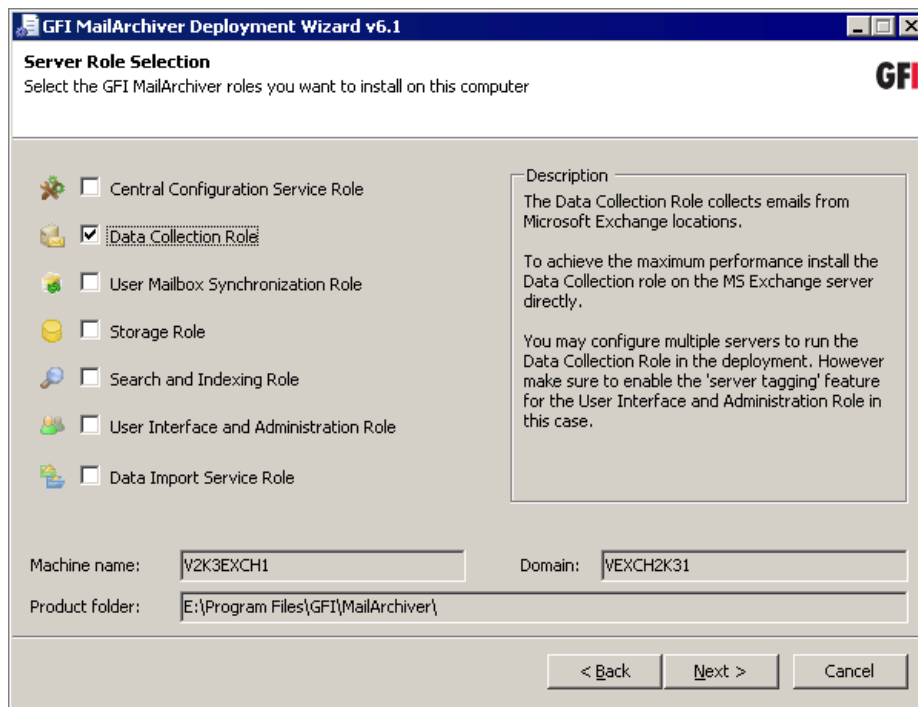 GFI MailArchiver Deployment Wizard v6.1
Server Role Selection
Select the GFI MailArchiver roles you want to install on this computer
GFI
Central Configuration Service Role
Data Collection Role
User Mailbox Synchronization Role
Storage Role
Search and Indexing Role
User Interface and Administration Role
Data Import Service Role
Description
The Data Collection Role collects emails from
Microsoft Exchange locations.
To achieve the maximum performance install the
Data Collection role on the MS Exchange server
directly.
You may configure multiple servers to run the
Data Collection Role in the deployment. However
make sure to enable the 'server tagging' feature
for the User Interface and Administration Role in
this case.
Machine name: V2K3EXCH1 Domain: VEXCH2K31
Product folder: E:\Program Files\GFI\MailArchiver\
< Back Next > Cancel